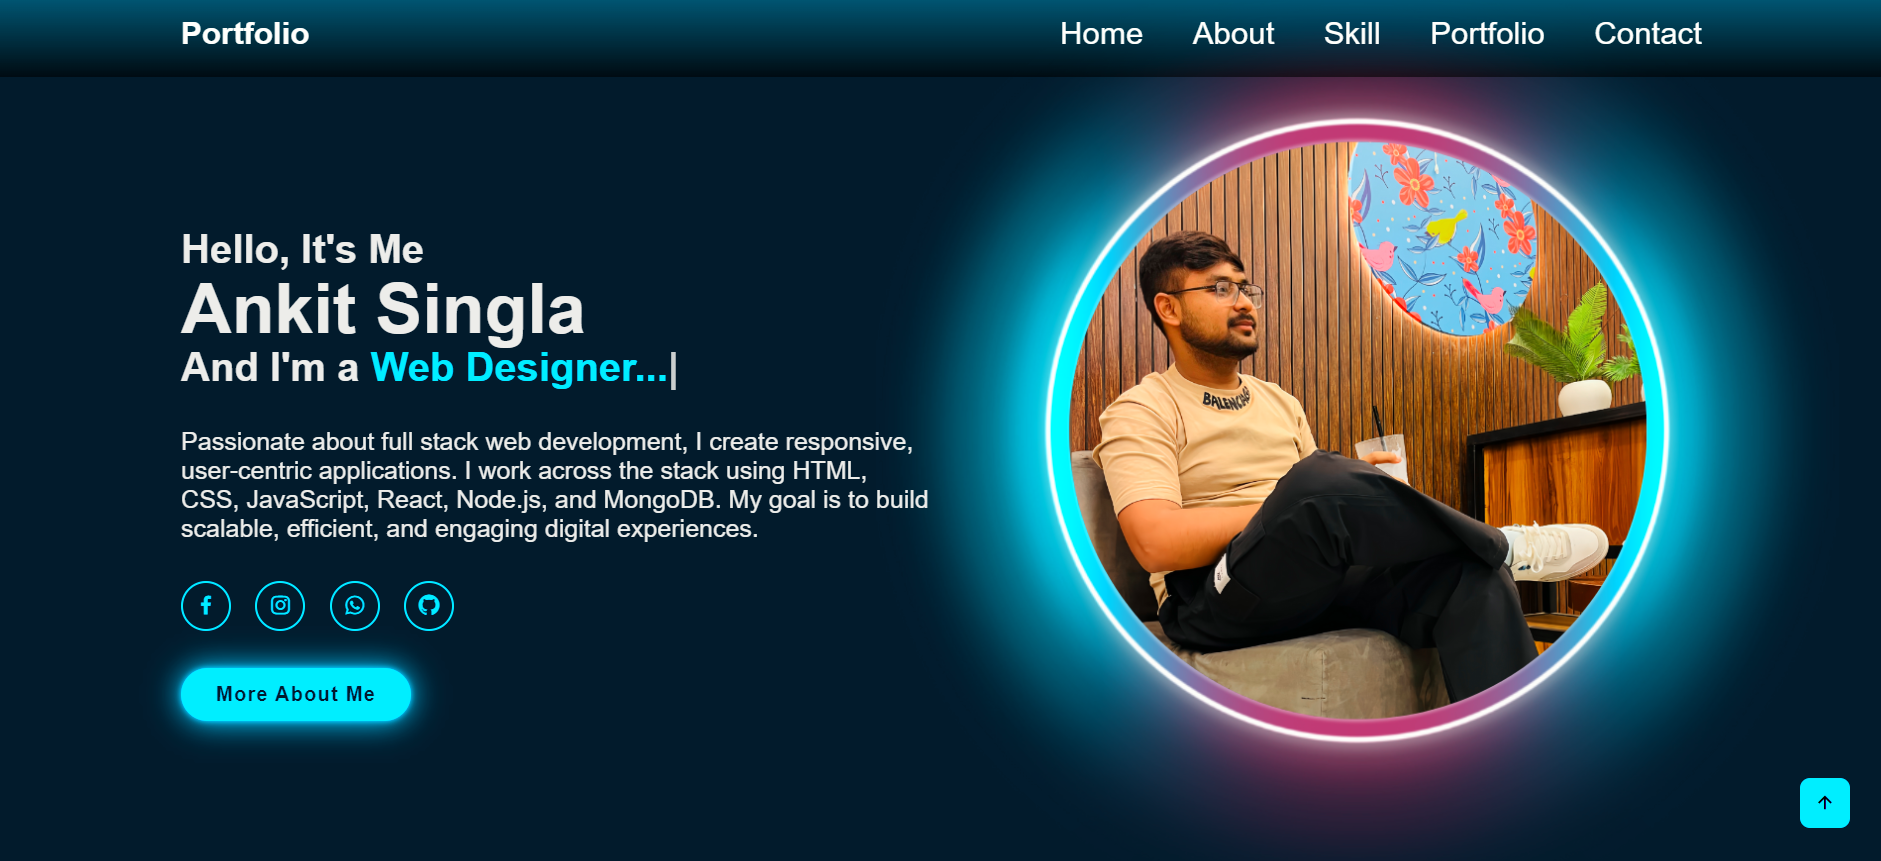 Portfolio
Home About Skill Portfolio Contact
Hello, It's Me
Ankit Singla
And I'm a Web Designer...|
Passionate about full stack web development, I create responsive,
user-centric applications. I work across the stack using HTML,
CSS, JavaScript, React, Node.js, and MongoDB. My goal is to build
scalable, efficient, and engaging digital experiences.
More About Me